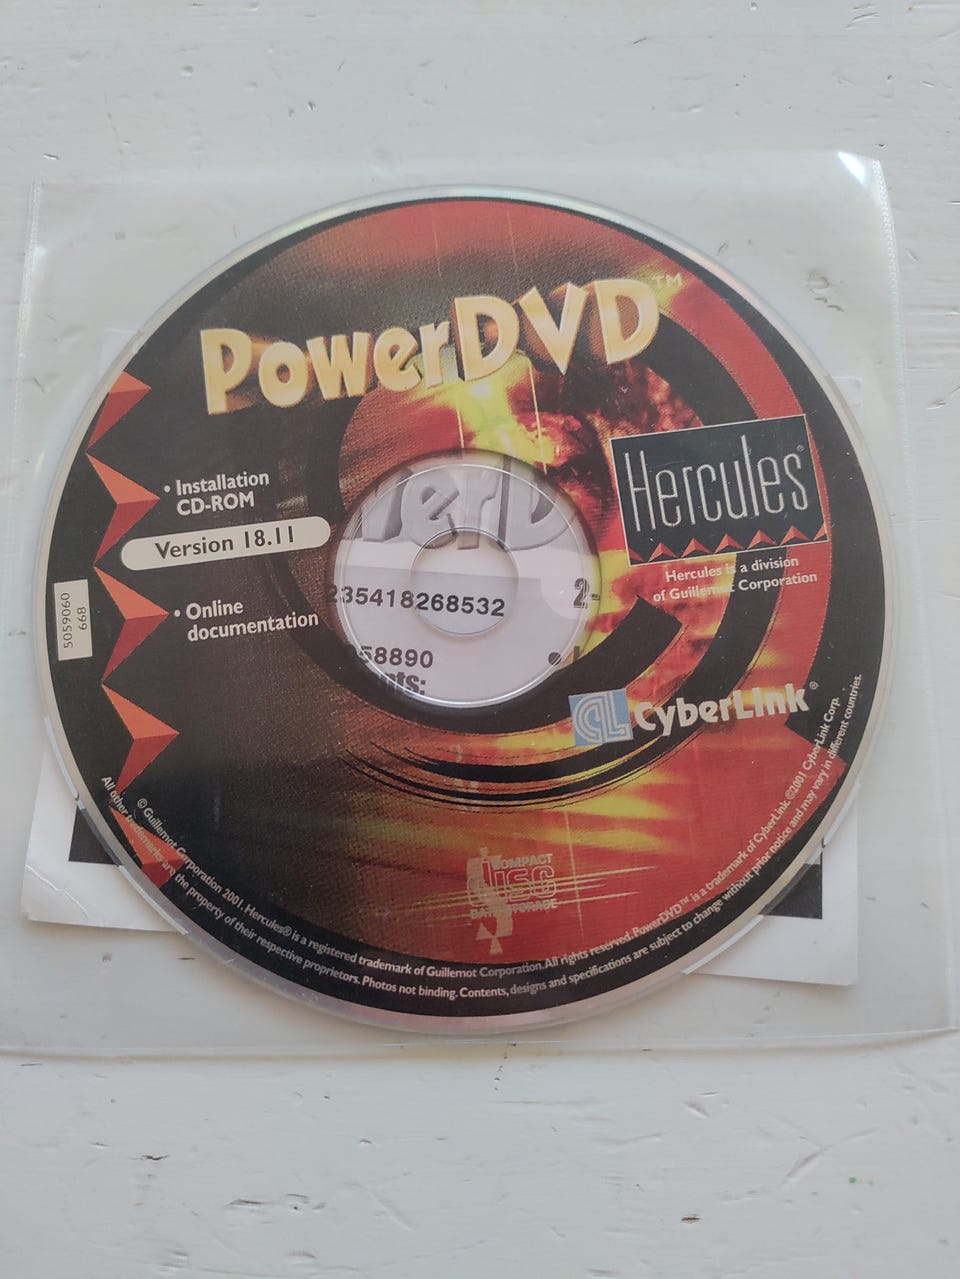 PowerDVD™
• Installation
CD-ROM
Version 18.11
• Online
documentation
5059060
668
Hercules®
Hercules is a division
of Guillemot Corporation
erD
235418268532
2-
58890
nts:
CL CyberLink®
COMPACT
disc
DATA STORAGE
© Guillemot Corporation 2001. Hercules® is a registered trademark of Guillemot Corporation. All rights reserved. PowerDVD™ is a trademark of CyberLink. ©2001 CyberLink Corp.
All other trademarks are the property of their respective proprietors. Photos not binding. Contents, designs and specifications are subject to change without prior notice and may vary in different countries.